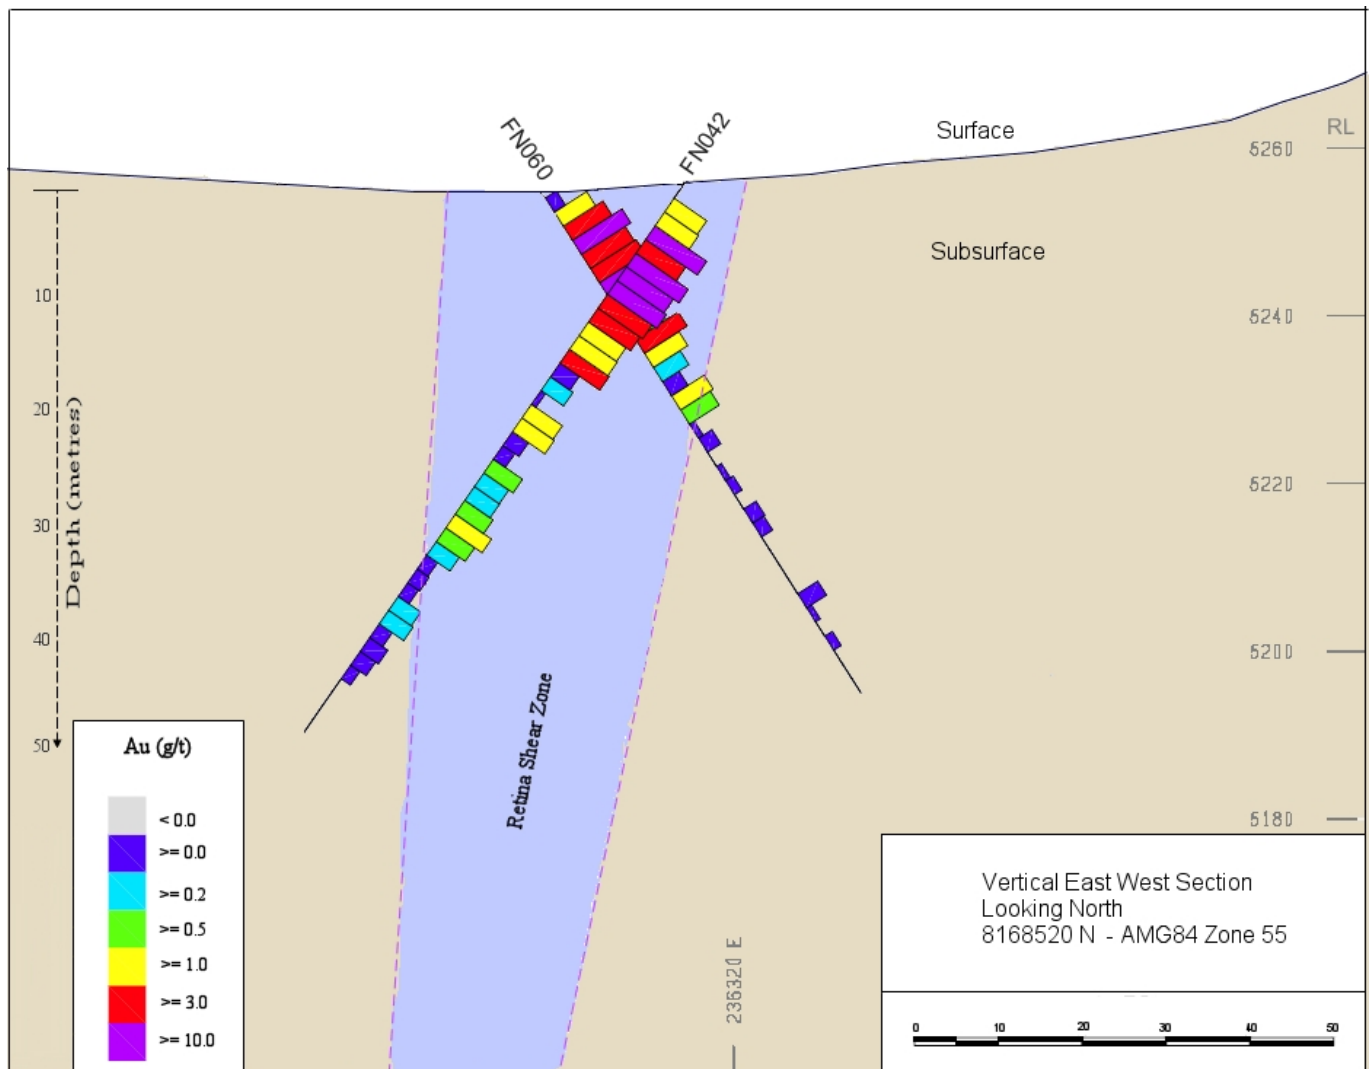 FN060
FN042
Surface
RL
5260
Subsurface
10
5240
20
Depth (metres)
5220
30
40
5200
Retina Shear Zone
50
Au (g/t)
< 0.0
>= 0.0
>= 0.2
>= 0.5
>= 1.0
>= 3.0
>= 10.0
5180
236320 E
Vertical East West Section
Looking North
8168520 N - AMG84 Zone 55
0 10 20 30 40 50